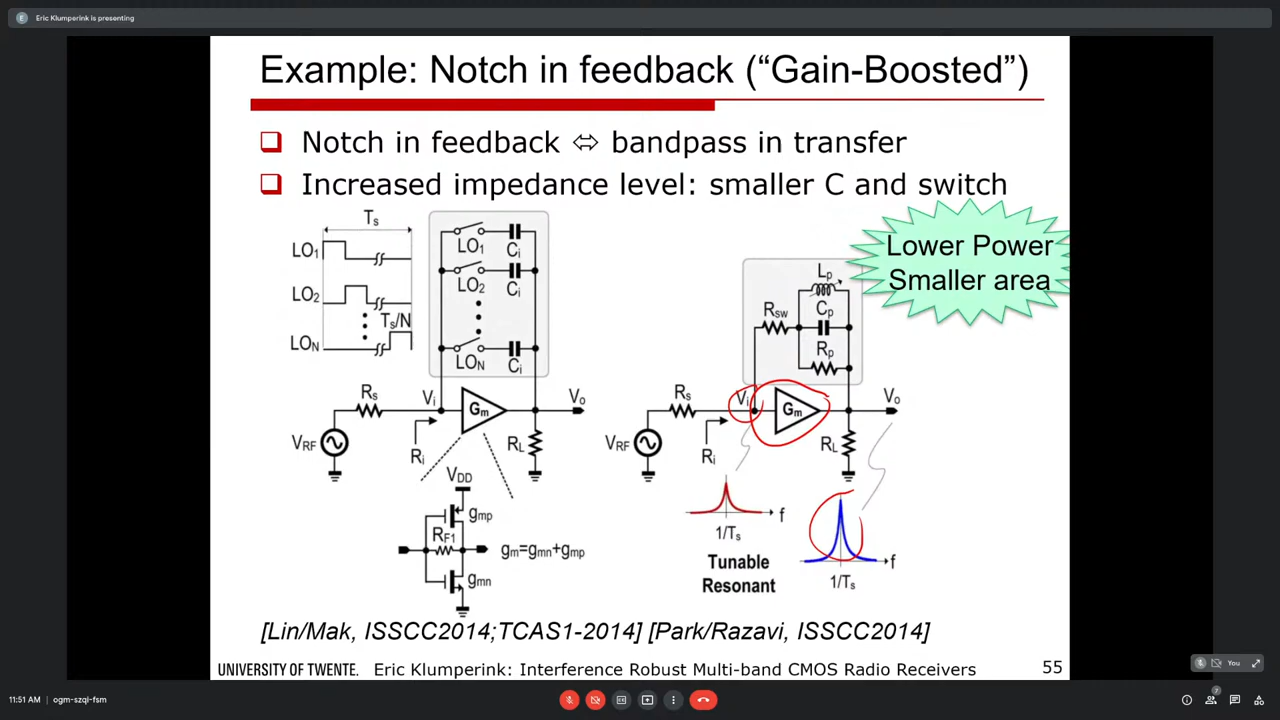 E
Eric Klumperink is presenting
Example: Notch in feedback (“Gain-Boosted”)
Notch in feedback ⬄ bandpass in transfer
Increased impedance level: smaller C and switch
Lower Power
Smaller area
Ts
LO1
LO2
Ts/N
LON
LO1
Ci
LO2
Ci
LON
Ci
Rs
Vi
Gm
Vo
VRF
Ri
RL
VDD
gmp
RF1
gm=gmn+gmp
gmn
Lp
Rsw
Cp
Rp
Rs
Vi
Gm
Vo
VRF
Ri
RL
f
1/Ts
f
1/Ts
Tunable
Resonant
[Lin/Mak, ISSCC2014;TCAS1-2014] [Park/Razavi, ISSCC2014]
UNIVERSITY OF TWENTE. Eric Klumperink: Interference Robust Multi-band CMOS Radio Receivers 55
You
11:51 AM ogm-szqi-fsm
7